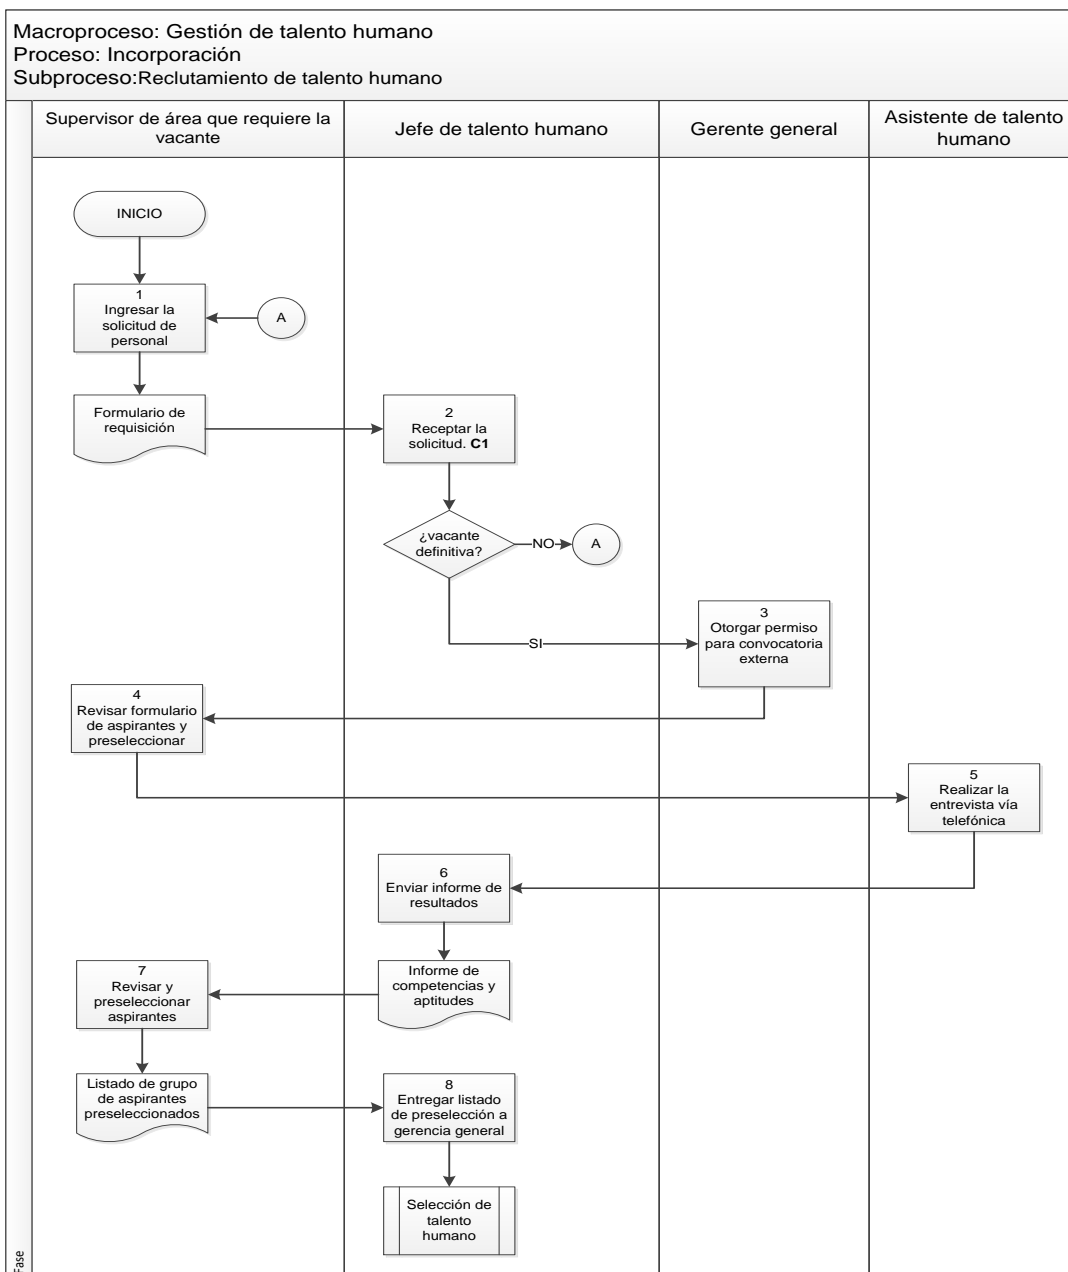 Macroproceso: Gestión de talento humano
Proceso: Incorporación
Subproceso:Reclutamiento de talento humano
Supervisor de área que requiere la
vacante
Jefe de talento humano
Gerente general
Asistente de talento
humano
INICIO
1
Ingresar la
solicitud de
personal
A
Formulario de
requisición
2
Receptar la
solicitud. C1
¿vacante
definitiva?
NO
A
SI
3
Otorgar permiso
para convocatoria
externa
4
Revisar formulario
de aspirantes y
preseleccionar
5
Realizar la
entrevista vía
telefónica
6
Enviar informe de
resultados
Informe de
competencias y
aptitudes
7
Revisar y
preseleccionar
aspirantes
Listado de grupo
de aspirantes
preseleccionados
8
Entregar listado
de preselección a
gerencia general
Selección de
talento
humano
Fase